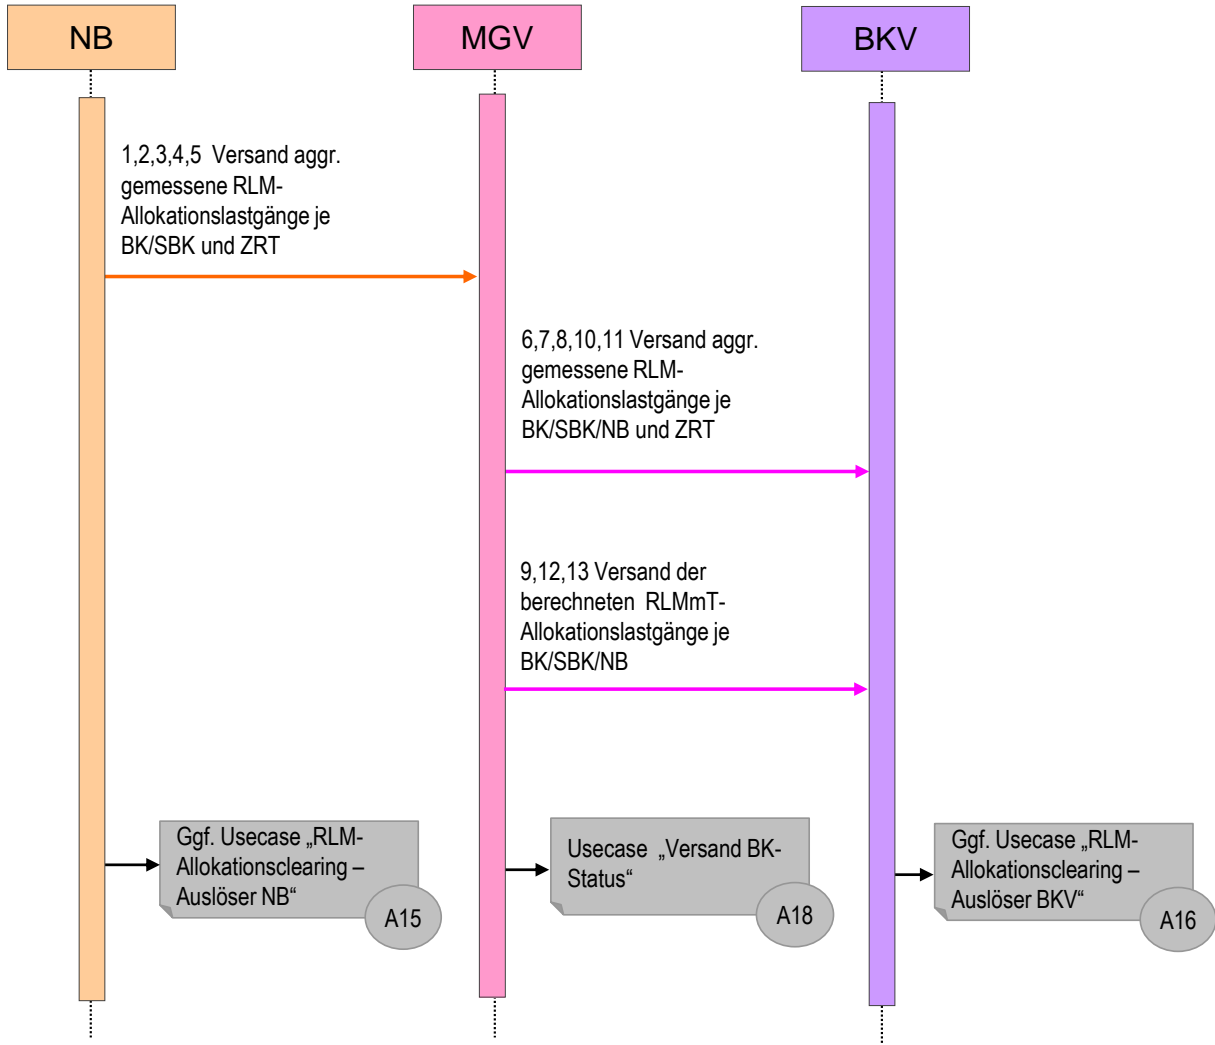 NB
MGV
BKV
1,2,3,4,5 Versand aggr.
gemessene RLM-
Allokationslastgänge je
BK/SBK und ZRT
6,7,8,10,11 Versand aggr.
gemessene RLM-
Allokationslastgänge je
BK/SBK/NB und ZRT
9,12,13 Versand der
berechneten RLMmT-
Allokationslastgänge je
BK/SBK/NB
Ggf. Usecase „RLM-
Allokationsclearing –
Auslöser NB“
A15
Usecase „Versand BK-
Status“
A18
Ggf. Usecase „RLM-
Allokationsclearing –
Auslöser BKV“
A16